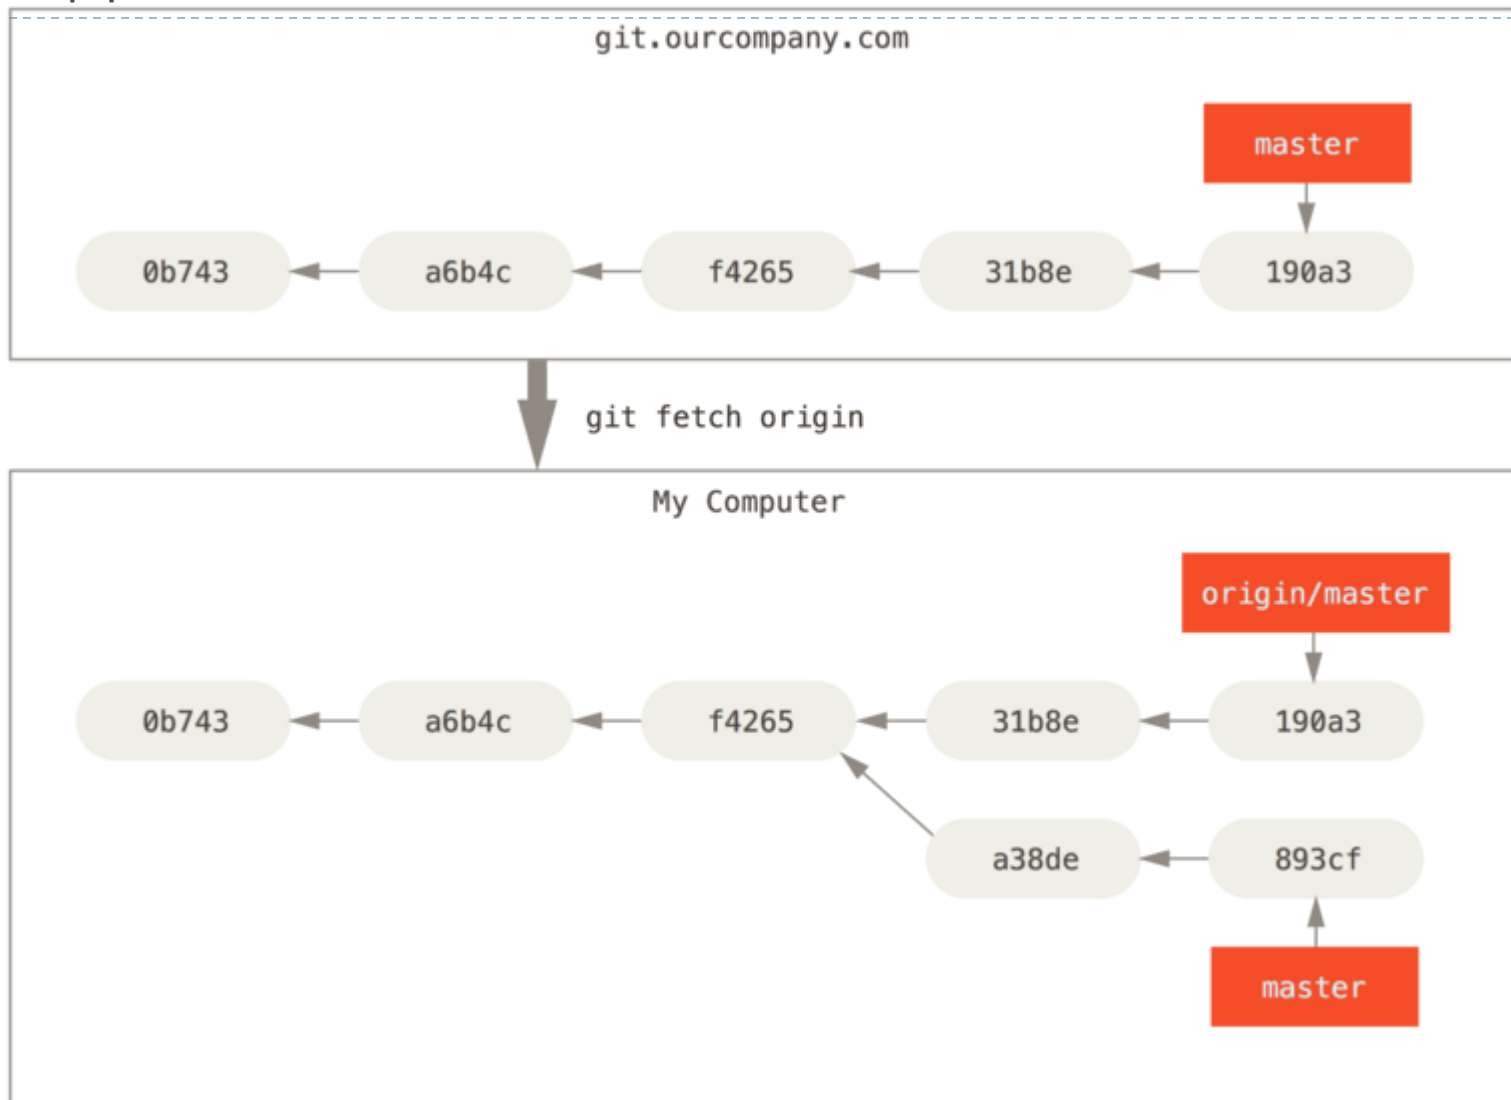 git.ourcompany.com
master
0b743 a6b4c f4265 31b8e 190a3
git fetch origin
My Computer
origin/master
0b743 a6b4c f4265 31b8e 190a3
a38de 893cf
master